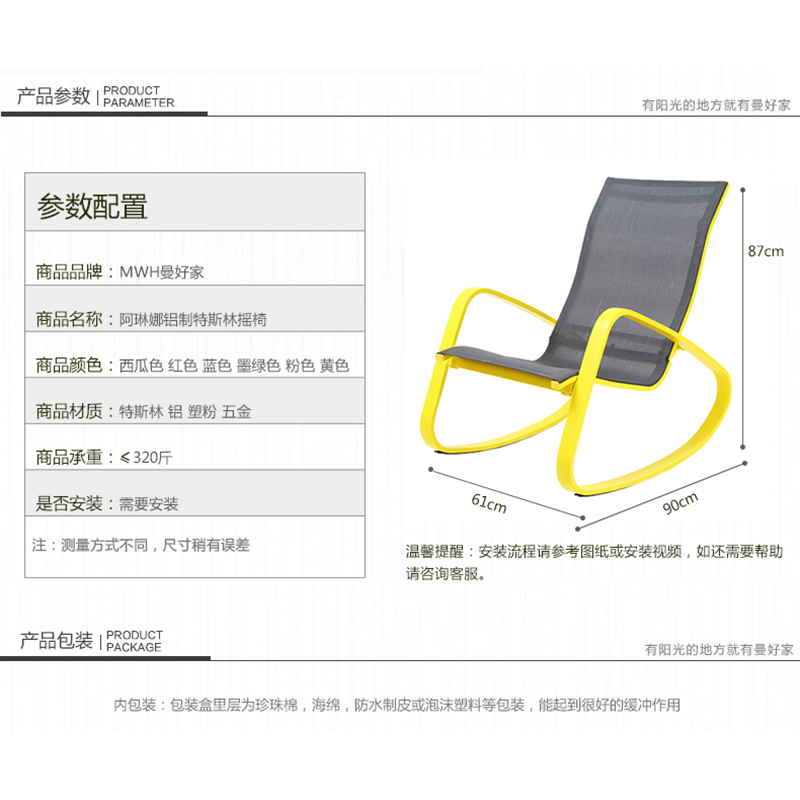 产品参数 | PRODUCT
PARAMETER
有阳光的地方就有曼好家
参数配置
商品品牌：MWH曼好家
商品名称：阿琳娜铝制特斯林摇椅
商品颜色：西瓜色 红色 蓝色 墨绿色 粉色 黄色
商品材质：特斯林 铝 塑粉 五金
商品承重：≤320斤
是否安装：需要安装
注：测量方式不同，尺寸稍有误差
87cm
61cm
90cm
温馨提醒：安装流程请参考图纸或安装视频，如还需要帮助
请咨询客服。
产品包装 | PRODUCT
PACKAGE
有阳光的地方就有曼好家
内包装：包装盒里层为珍珠棉，海绵，防水制皮或泡沫塑料等包装，能起到很好的缓冲作用